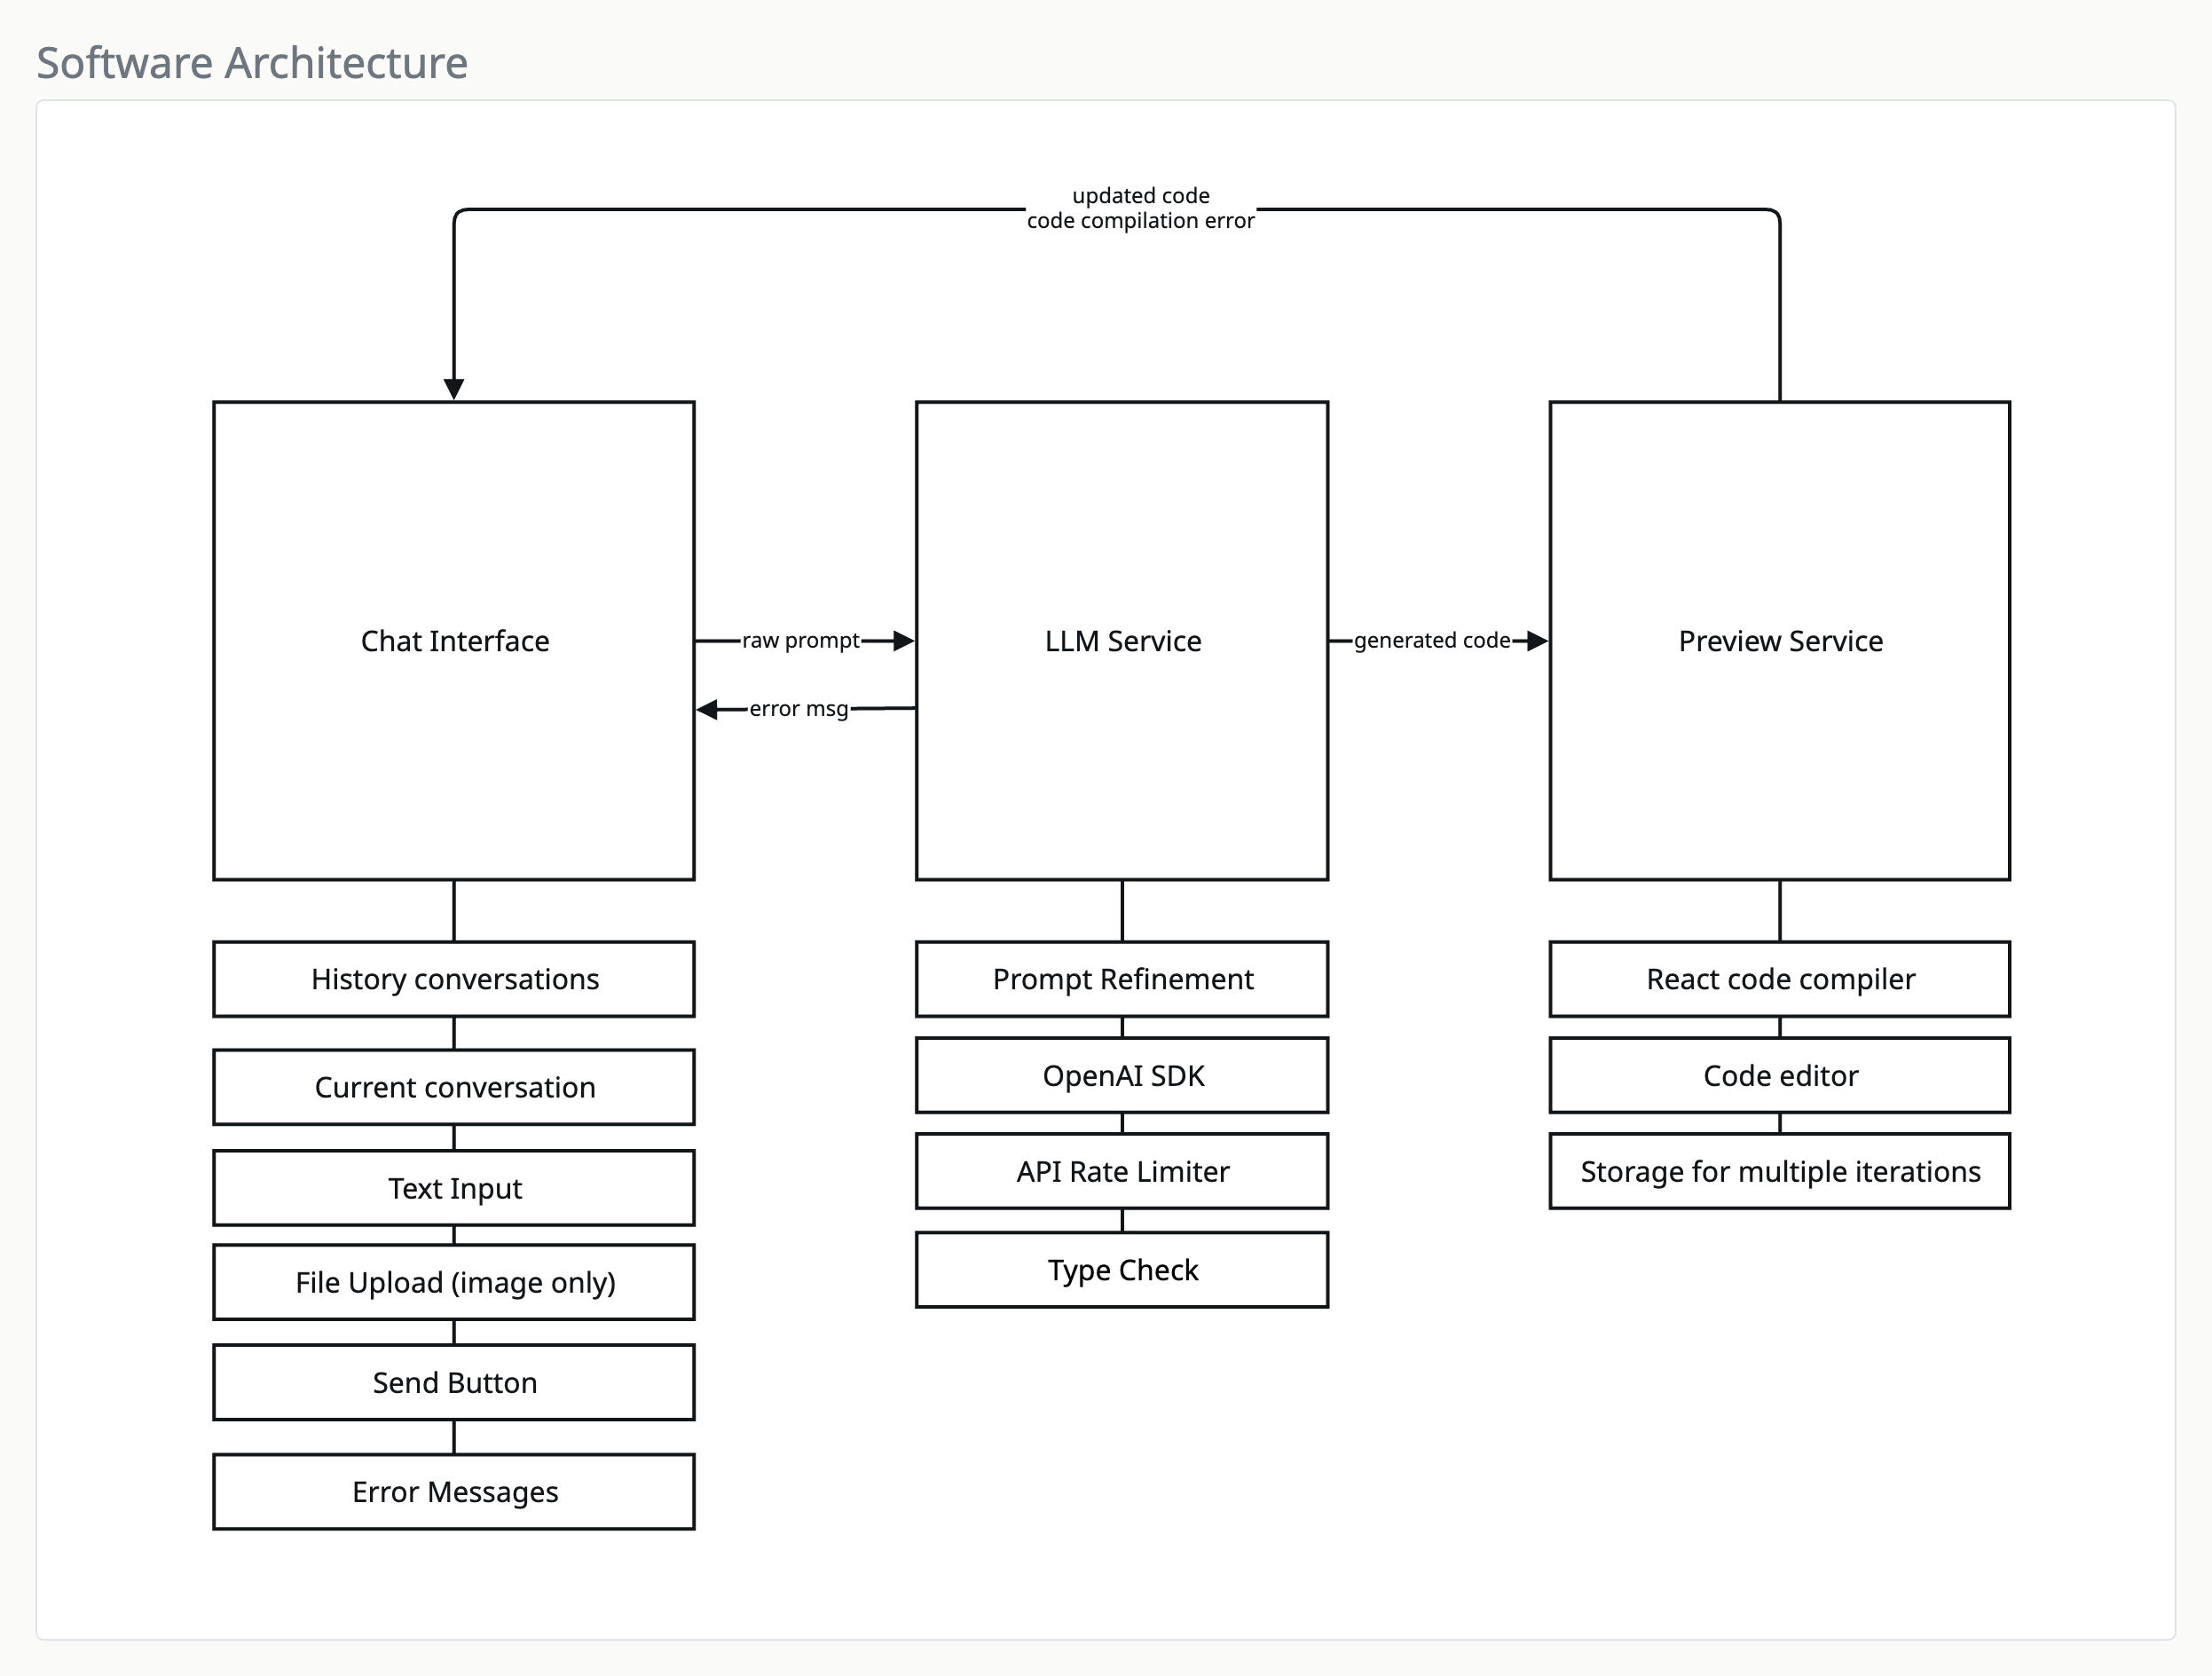 Software Architecture
updated code
code compilation error
Chat Interface
raw prompt
error msg
LLM Service
generated code
Preview Service
History conversations
Current conversation
Text Input
File Upload (image only)
Send Button
Error Messages
Prompt Refinement
OpenAI SDK
API Rate Limiter
Type Check
React code compiler
Code editor
Storage for multiple iterations